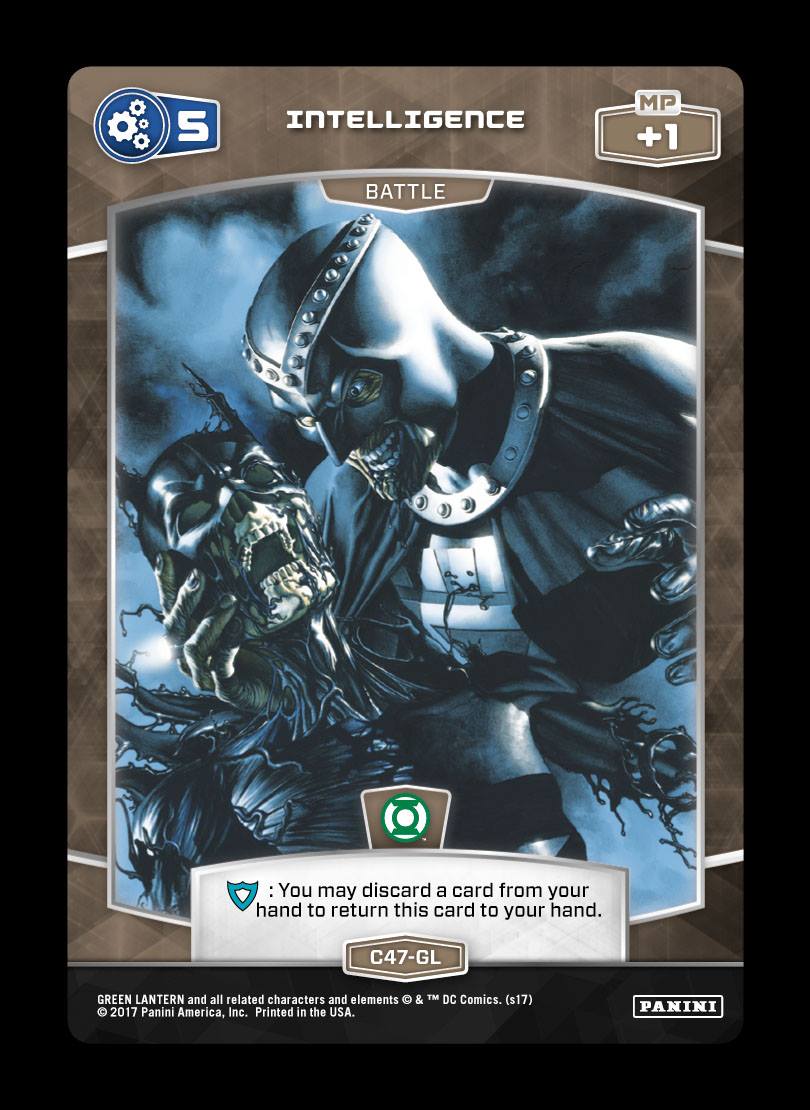 5
INTELLIGENCE
MP
+1
BATTLE
™
: You may discard a card from your
hand to return this card to your hand.
C47-GL
GREEN LANTERN and all related characters and elements © & ™ DC Comics. (s17)
© 2017 Panini America, Inc. Printed in the USA.
PANINI